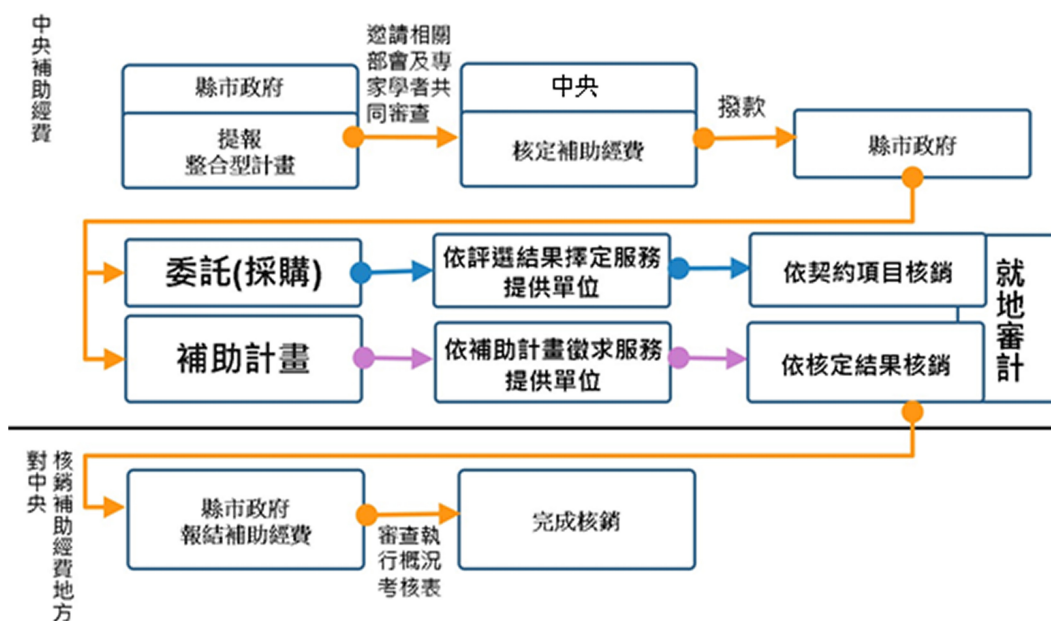 中央補助經費
縣市政府
提報
整合型計畫
邀請相關
部會及專
家學者共
同審查
中央
核定補助經費
撥款
縣市政府
委託(採購)
依評選結果擇定服務
提供單位
依契約項目核銷
補助計畫
依補助計畫徵求服務
提供單位
依核定結果核銷
就地審計
核銷補助經費地方
對中央
縣市政府
報結補助經費
審查執
行概況
考核表
完成核銷